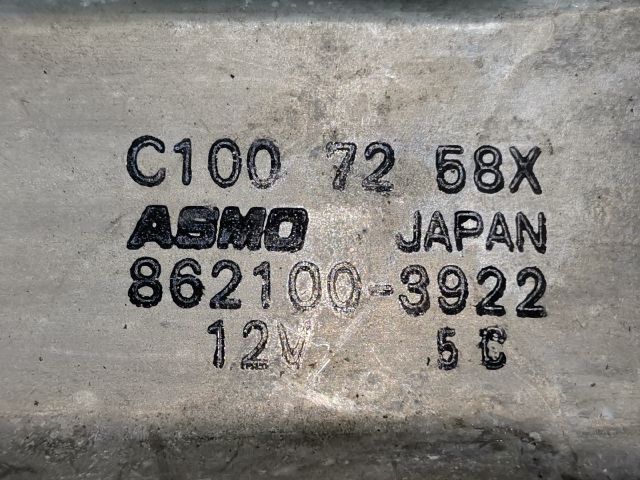 C100 72 58X
ASMO JAPAN
862100-3922
12V 5C